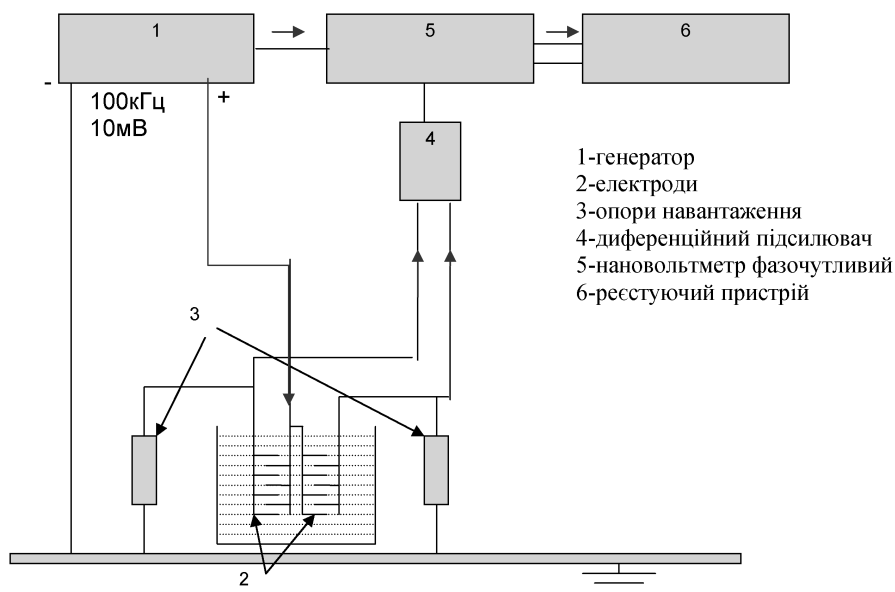 1
5
6
-
+
100кГц
10мВ
4
1-генератор
2-електроди
3-опори навантаження
4-диференційний підсилювач
5-нановольтметр фазочутливий
6-реєстуючий пристрій
3
2